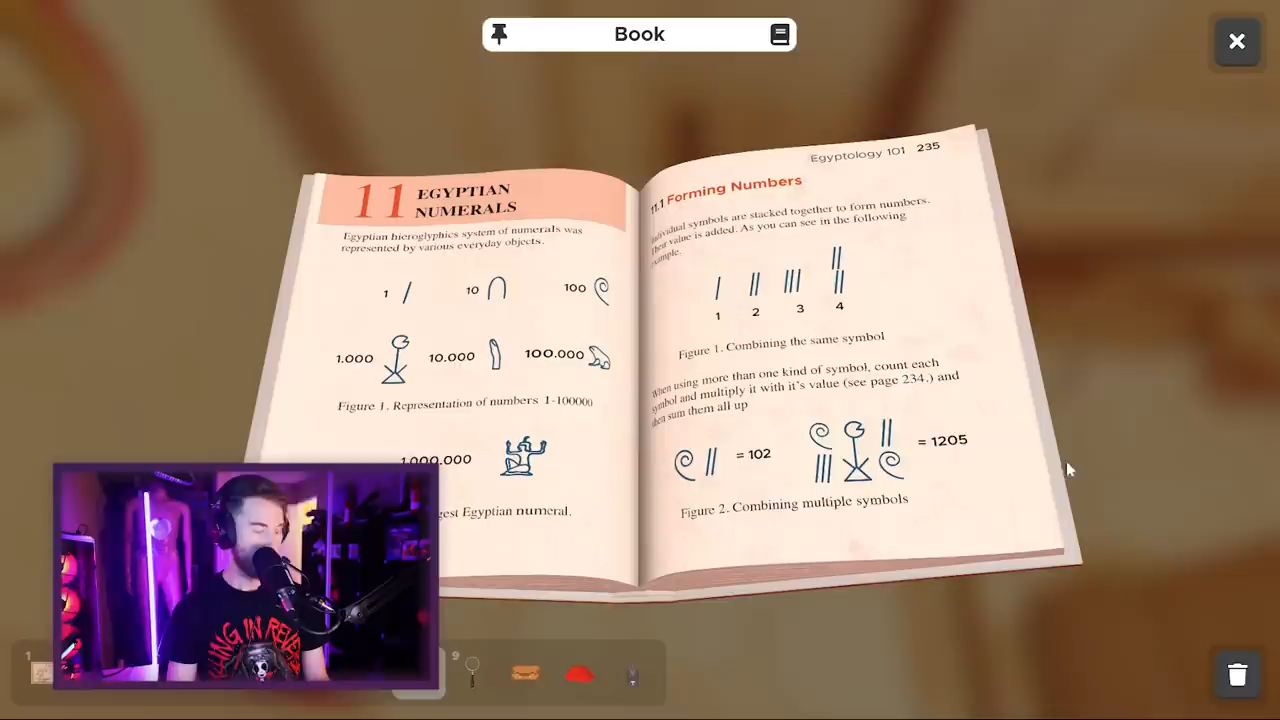 Book
11 EGYPTIAN
NUMERALS
Egyptian hieroglyphics system of numerals was
represented by various everyday objects.
1 10 100
1.000 10.000 100.000
Figure 1. Representation of numbers 1-100000
1.000.000
Egyptian numeral.
Egyptology 101 235
11.1 Forming Numbers
Individual symbols are stacked together to form numbers.
Their value is added. As you can see in the following
example.
1 2 3 4
Figure 1. Combining the same symbol
When using more than one kind of symbol, count each
symbol and multiply it with it's value (see page 234.) and
then sum them all up
= 102 = 1205
Figure 2. Combining multiple symbols
1
9